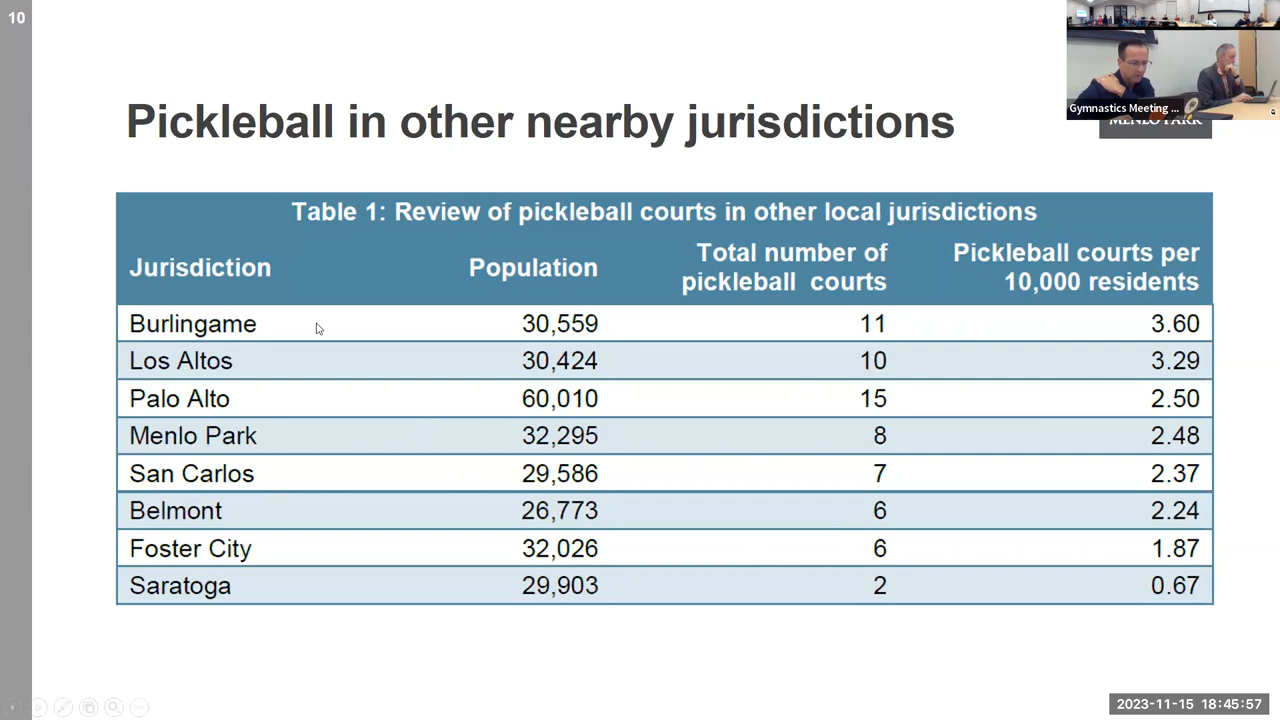 10
Gymnastics Meeting ...
MENLO PARK
Pickleball in other nearby jurisdictions
Table 1: Review of pickleball courts in other local jurisdictions
Jurisdiction Population Total number of pickleball courts Pickleball courts per 10,000 residents
Burlingame 30,559 11 3.60
Los Altos 30,424 10 3.29
Palo Alto 60,010 15 2.50
Menlo Park 32,295 8 2.48
San Carlos 29,586 7 2.37
Belmont 26,773 6 2.24
Foster City 32,026 6 1.87
Saratoga 29,903 2 0.67
2023-11-15 18:45:57